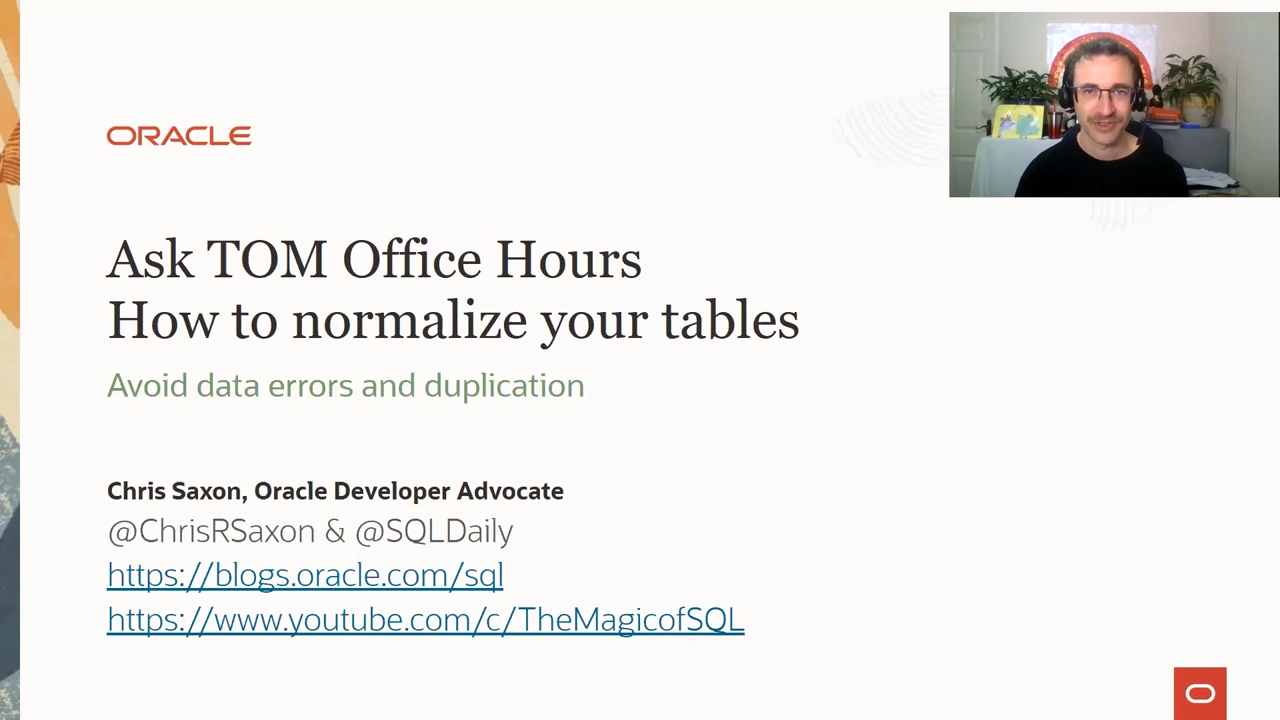 ORACLE
Ask TOM Office Hours
How to normalize your tables
Avoid data errors and duplication
Chris Saxon, Oracle Developer Advocate
@ChrisRSaxon & @SQLDaily
https://blogs.oracle.com/sql
https://www.youtube.com/c/TheMagicofSQL